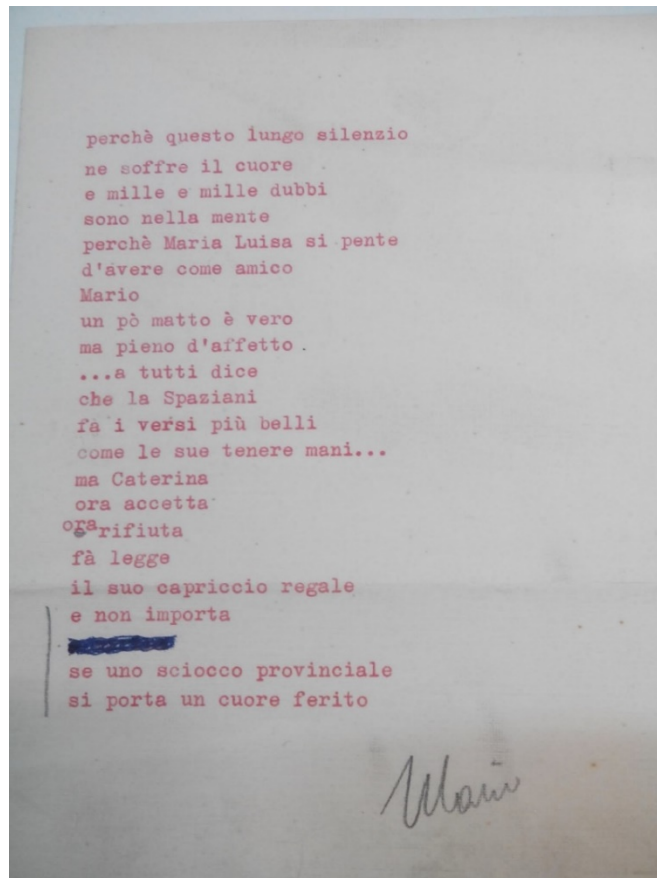 perchè questo lungo silenzio
ne soffre il cuore
e mille e mille dubbi
sono nella mente
perchè Maria Luisa si pente
d'avere come amico
Mario
un pò matto è vero
ma pieno d'affetto.
...a tutti dice
che la Spaziani
fà i versi più belli
come le sue tenere mani...
ma Caterina
ora accetta
ora rifiuta
fà legge
il suo capriccio regale
e non importa
se uno sciocco provinciale
si porta un cuore ferito
Mario